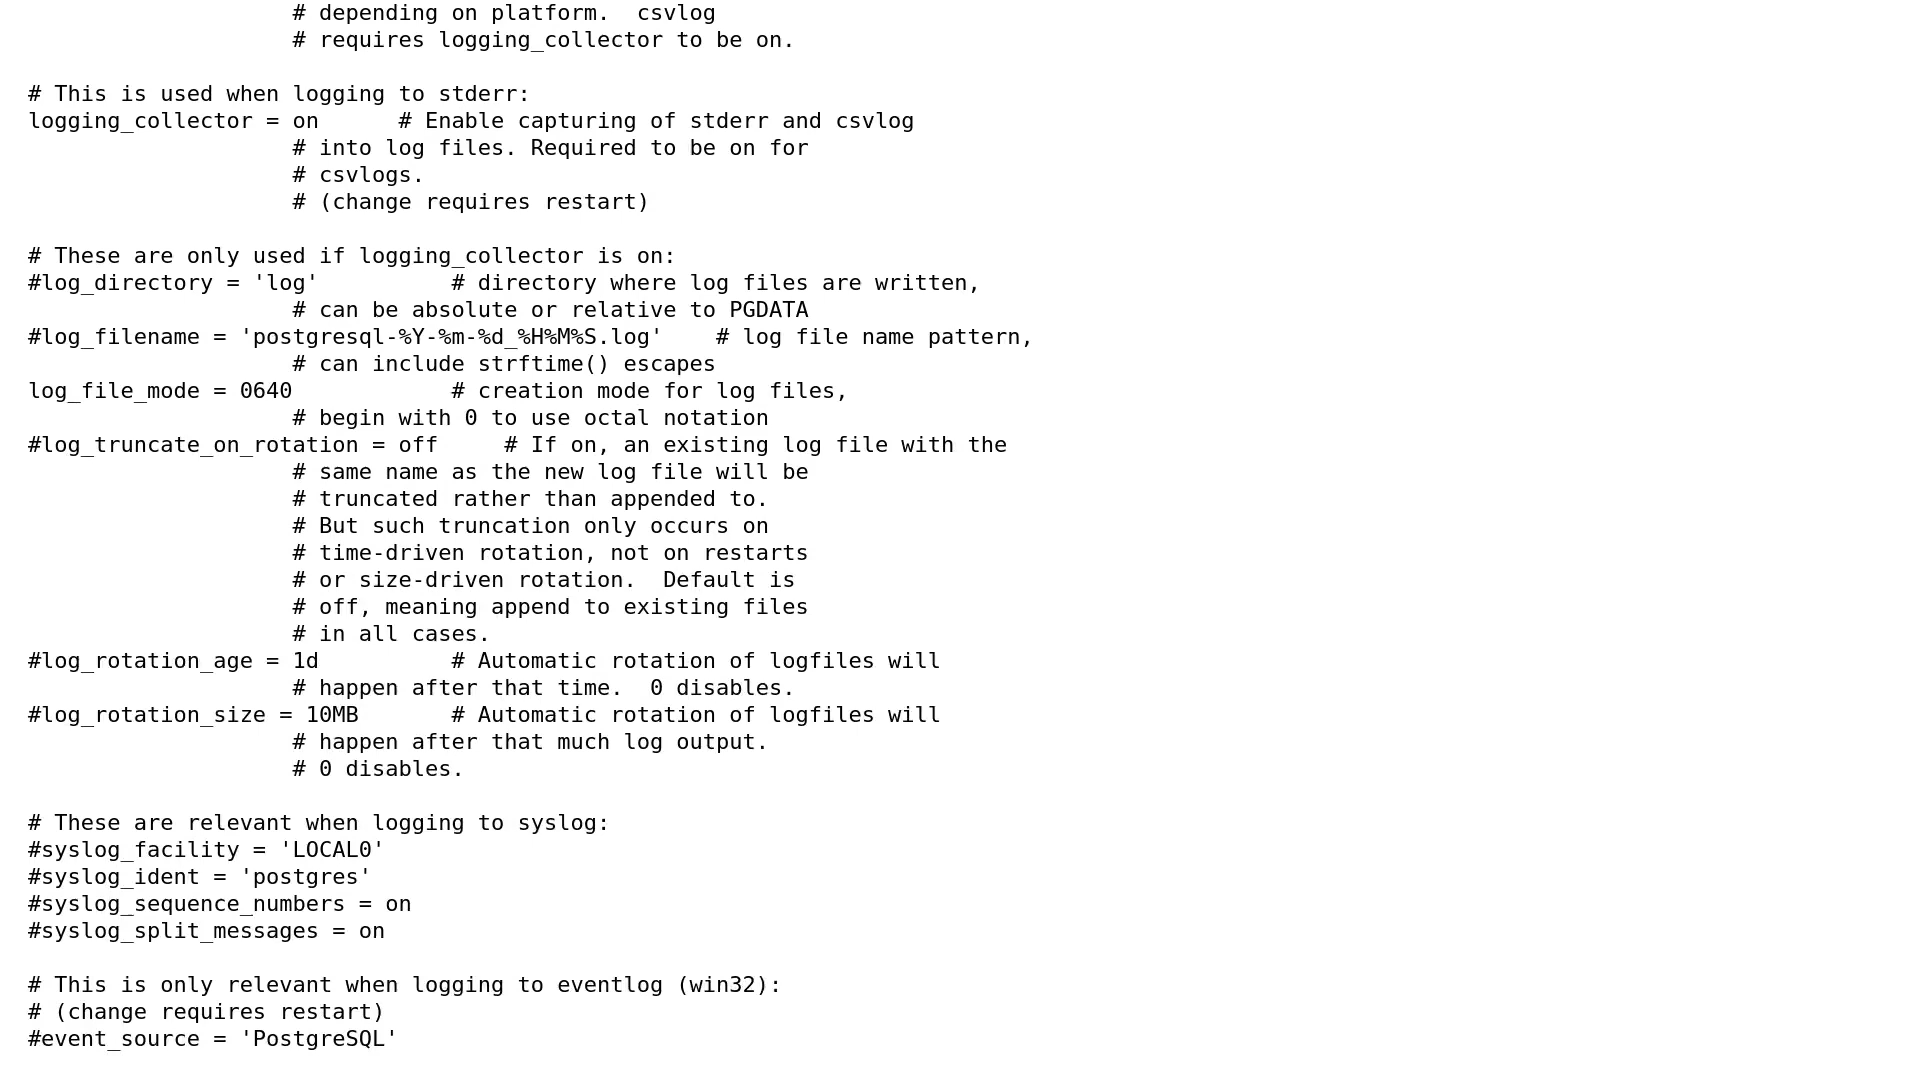 # depending on platform.  csvlog
# requires logging_collector to be on.
# This is used when logging to stderr:
logging_collector = on      # Enable capturing of stderr and csvlog
# into log files. Required to be on for
# csvlogs.
# (change requires restart)
# These are only used if logging_collector is on:
#log_directory = 'log'          # directory where log files are written,
# can be absolute or relative to PGDATA
#log_filename = 'postgresql-%Y-%m-%d_%H%M%S.log'    # log file name pattern,
# can include strftime() escapes
log_file_mode = 0640            # creation mode for log files,
# begin with 0 to use octal notation
#log_truncate_on_rotation = off     # If on, an existing log file with the
# same name as the new log file will be
# truncated rather than appended to.
# But such truncation only occurs on
# time-driven rotation, not on restarts
# or size-driven rotation.  Default is
# off, meaning append to existing files
# in all cases.
#log_rotation_age = 1d          # Automatic rotation of logfiles will
# happen after that time.  0 disables.
#log_rotation_size = 10MB       # Automatic rotation of logfiles will
# happen after that much log output.
# 0 disables.
# These are relevant when logging to syslog:
#syslog_facility = 'LOCAL0'
#syslog_ident = 'postgres'
#syslog_sequence_numbers = on
#syslog_split_messages = on
# This is only relevant when logging to eventlog (win32):
# (change requires restart)
#event_source = 'PostgreSQL'